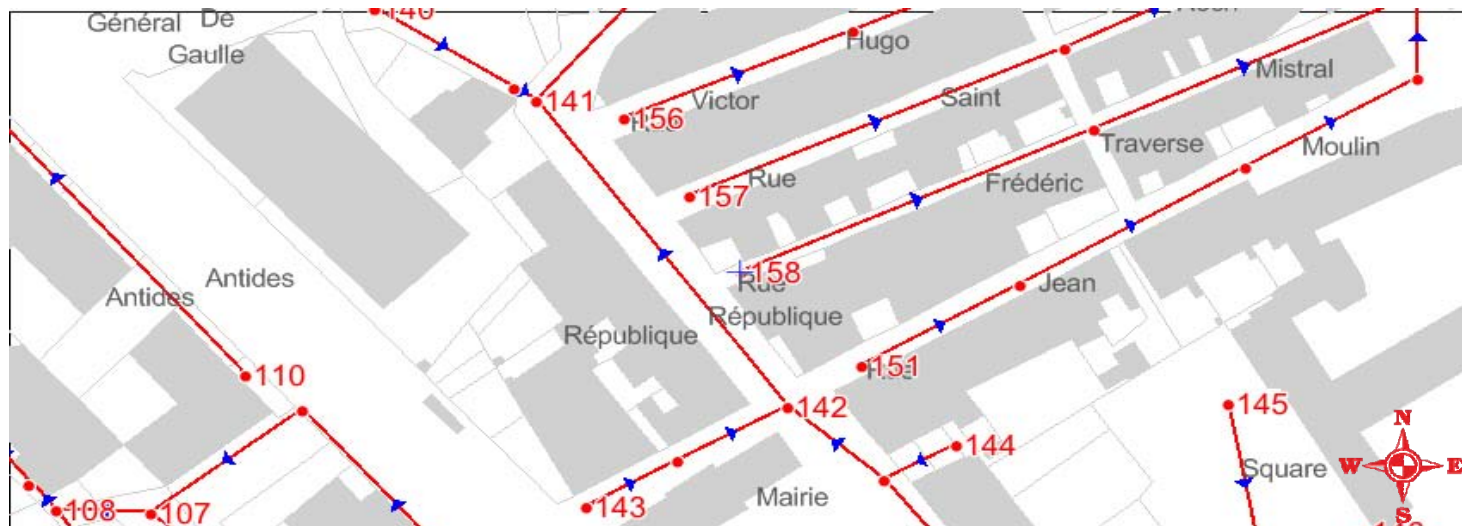 Général De
140
Gaulle
Hugo
Mistral
141
Victor
Saint
156
Traverse
Moulin
157
Rue
Frédéric
158
Rue
Antides
Antides
Jean
République
République
151
110
142
145
N
144
W E
Square
Mairie
143
S
108
107